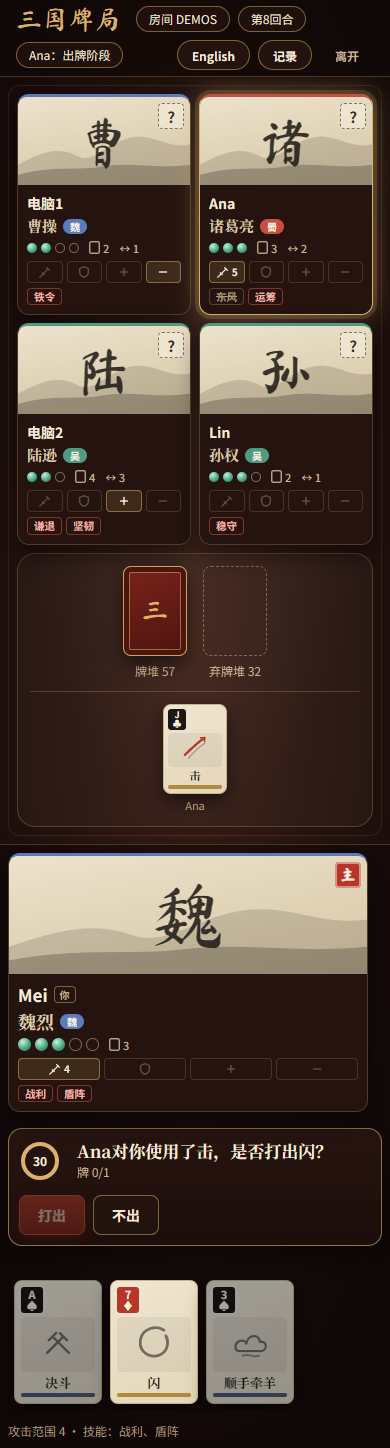 三国牌局 房间 DEMOS 第8回合
Ana：出牌阶段 English 记录 离开
曹 ?
电脑1
曹操 魏
2 ↔1
+ −
铁令
诸 ?
Ana
诸葛亮 蜀
3 ↔2
5 + −
东风 运筹
陆 ?
电脑2
陆逊 吴
4 ↔3
+ −
谦退 坚韧
孙 ?
Lin
孙权 吴
2 ↔1
+ −
稳守
三
牌堆 57 弃牌堆 32
J♣
击
Ana
魏 主
Mei 你
魏烈 魏
3
4 + −
战利 盾阵
30
Ana对你使用了击，是否打出闪？
牌 0/1
打出 不出
A♠
决斗
7♦
闪
3♠
顺手牵羊
攻击范围 4 · 技能：战利、盾阵